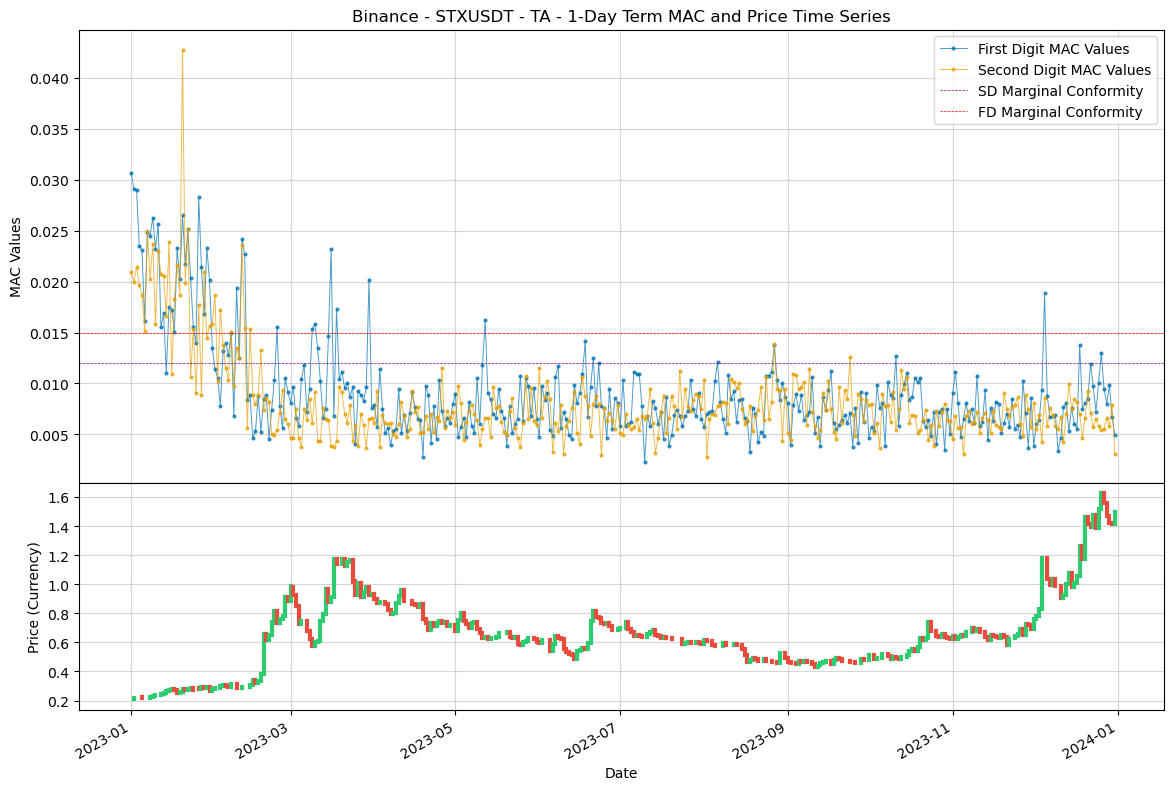 Binance - STXUSDT - TA - 1-Day Term MAC and Price Time Series
First Digit MAC Values
Second Digit MAC Values
SD Marginal Conformity
FD Marginal Conformity
MAC Values
0.040
0.035
0.030
0.025
0.020
0.015
0.010
0.005
Price (Currency)
1.6
1.4
1.2
1.0
0.8
0.6
0.4
0.2
2023-01
2023-03
2023-05
2023-07
2023-09
2023-11
2024-01
Date